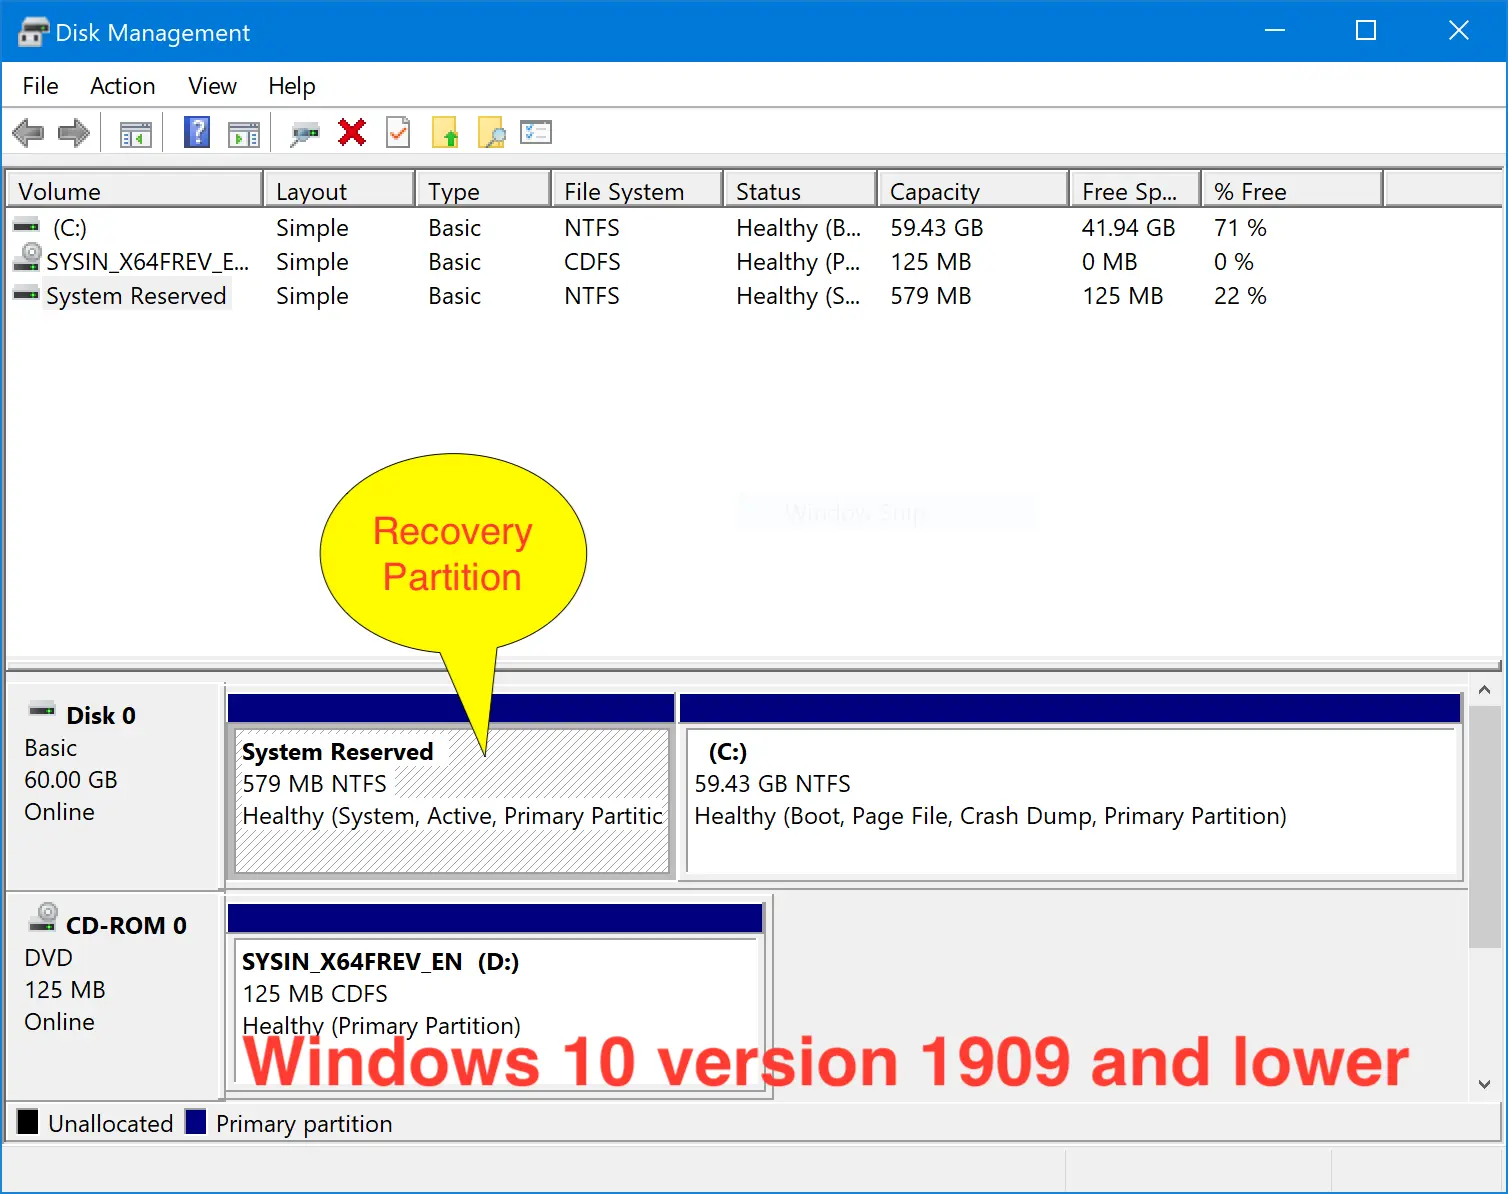 Disk Management
File Action View Help
Volume Layout Type File System Status Capacity Free Sp... % Free
(C:) Simple Basic NTFS Healthy (B... 59.43 GB 41.94 GB 71 %
SYSIN_X64FREV_E... Simple Basic CDFS Healthy (P... 125 MB 0 MB 0 %
System Reserved Simple Basic NTFS Healthy (S... 579 MB 125 MB 22 %
Window Snip
Recovery
Partition
Disk 0
Basic
60.00 GB
Online
System Reserved
579 MB NTFS
Healthy (System, Active, Primary Partitic
(C:)
59.43 GB NTFS
Healthy (Boot, Page File, Crash Dump, Primary Partition)
CD-ROM 0
DVD
125 MB
Online
SYSIN_X64FREV_EN (D:)
125 MB CDFS
Healthy (Primary Partition)
Windows 10 version 1909 and lower
Unallocated Primary partition